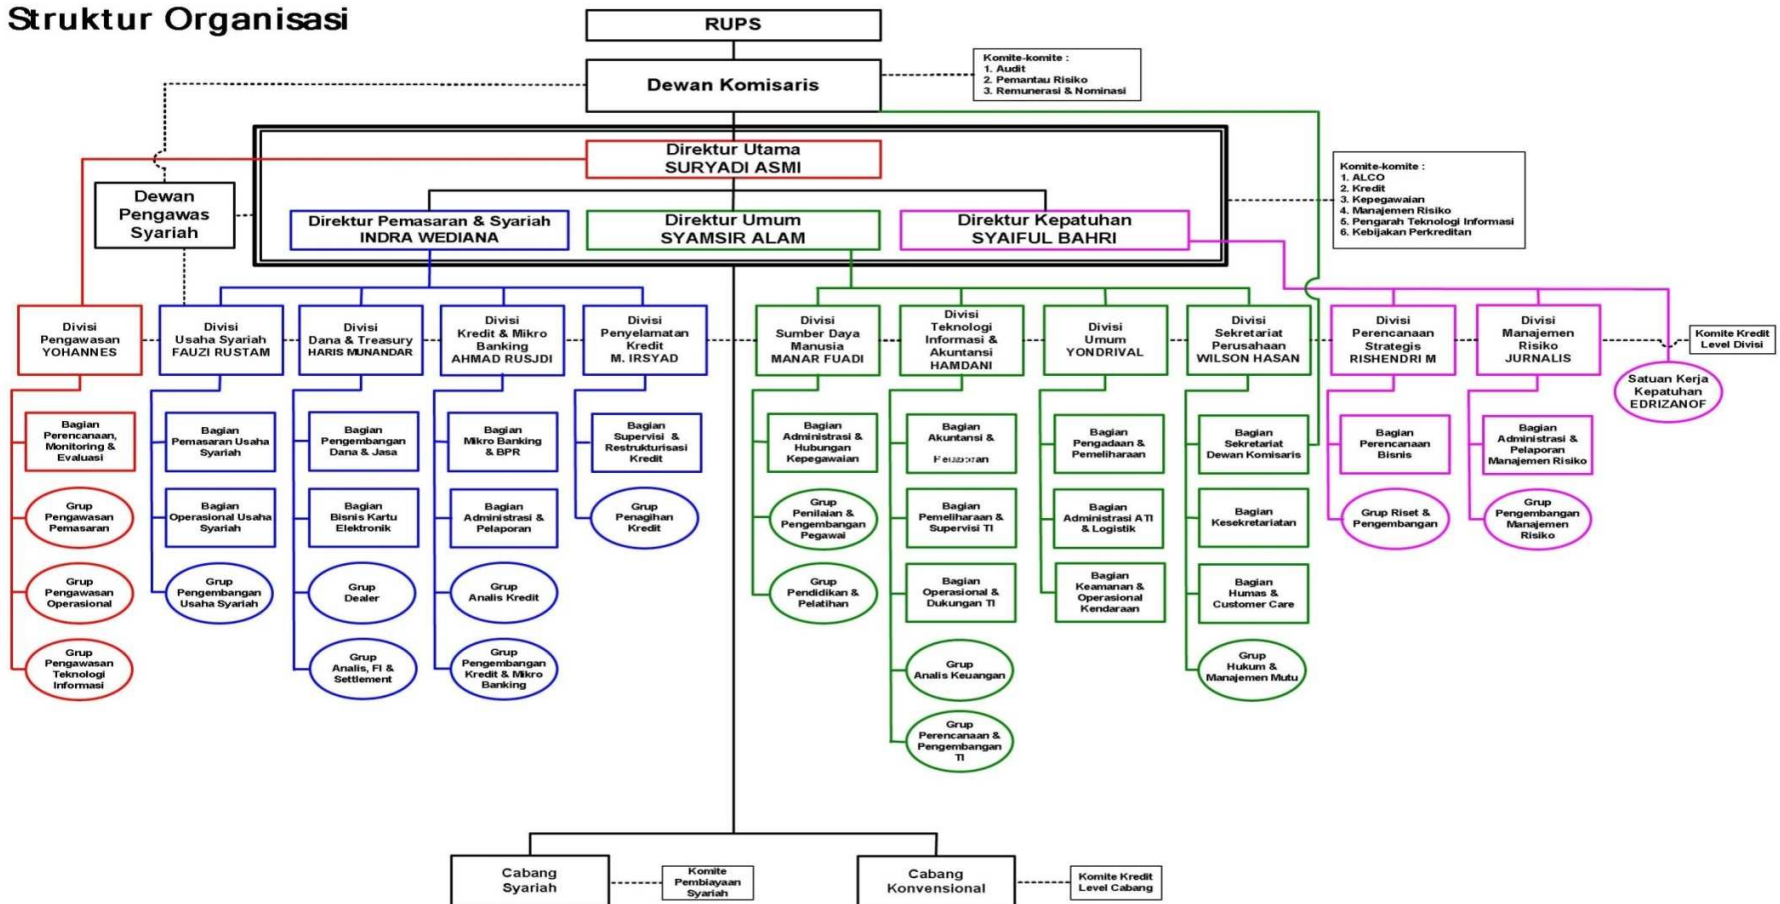 Struktur Organisasi
RUPS
Dewan Komisaris
Komite-komite :
1. Audit
2. Pemantau Risiko
3. Remunerasi & Nominasi
Direktur Utama
SURYADI ASMI
Komite-komite :
1. ALCO
2. Kredit
3. Kepegawaian
4. Manajemen Risiko
5. Pengarah Teknologi Informasi
6. Kebijakan Perkreditan
Dewan
Pengawas
Syariah
Direktur Pemasaran & Syariah
INDRA WEDIANA
Direktur Umum
SYAMSIR ALAM
Direktur Kepatuhan
SYAIFUL BAHRI
Divisi
Pengawasan
YOHANNES
Divisi
Usaha Syariah
FAUZI RUSTAM
Divisi
Dana & Treasury
HARIS MUNANDAR
Divisi
Kredit & Mikro
Banking
AHMAD RUSJDI
Divisi
Penyelamatan
Kredit
M. IRSYAD
Divisi
Sumber Daya
Manusia
MANAR FUADI
Divisi
Teknologi
Informasi &
Akuntansi
HAMDANI
Divisi
Umum
YONDRIVAL
Divisi
Sekretariat
Perusahaan
WILSON HASAN
Divisi
Perencanaan
Strategis
RISHENDRI M
Divisi
Manajemen
Risiko
JURNALIS
Komite Kredit
Level Divisi
Satuan Kerja
Kepatuhan
EDRIZANOF
Bagian
Perencanaan,
Monitoring &
Evaluasi
Grup
Pengawasan
Pemasaran
Grup
Pengawasan
Operasional
Grup
Pengawasan
Teknologi
Informasi
Bagian
Pemasaran Usaha
Syariah
Bagian
Operasional Usaha
Syariah
Grup
Pengembangan
Usaha Syariah
Bagian
Pengembangan
Dana & Jasa
Bagian
Bisnis Kartu
Elektronik
Grup
Dealer
Grup
Analis, FI &
Settlement
Bagian
Mikro Banking
& BPR
Bagian
Administrasi &
Pelaporan
Grup
Analis Kredit
Grup
Pengembangan
Kredit & Mikro
Banking
Bagian
Supervisi &
Restrukturisasi
Kredit
Grup
Penagihan
Kredit
Bagian
Administrasi &
Hubungan
Kepegawaian
Grup
Penilaian &
Pengembangan
Pegawai
Grup
Pendidikan &
Pelatihan
Bagian
Akuntansi &
Bagian
Pemeliharaan &
Supervisi TI
Bagian
Operasional &
Dukungan TI
Grup
Analis Keuangan
Grup
Perencanaan &
Pengembangan
TI
Bagian
Pengadaan &
Pemeliharaan
Bagian
Administrasi ATI
& Logistik
Bagian
Keamanan &
Operasional
Kendaraan
Bagian
Sekretariat
Dewan Komisaris
Bagian
Kesekretariatan
Bagian
Humas &
Customer Care
Grup
Hukum &
Manajemen Mutu
Bagian
Perencanaan
Bisnis
Grup Riset &
Pengembangan
Bagian
Administrasi &
Pelaporan
Manajemen Risiko
Grup
Pengembangan
Manajemen
Risiko
Cabang
Syariah
Komite
Pembiayaan
Syariah
Cabang
Konvensional
Komite Kredit
Level Cabang